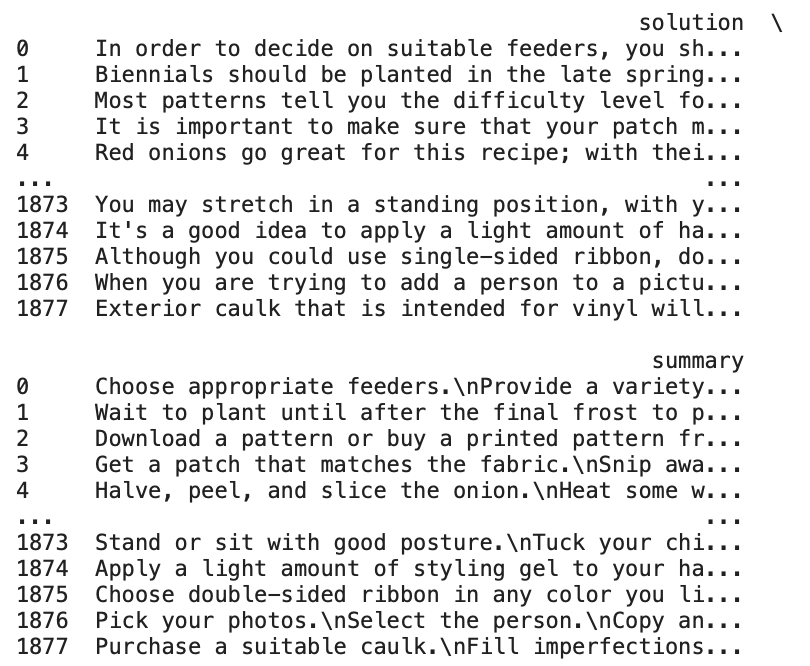 solution \
0 In order to decide on suitable feeders, you sh...
1 Biennials should be planted in the late spring...
2 Most patterns tell you the difficulty level fo...
3 It is important to make sure that your patch m...
4 Red onions go great for this recipe; with thei...
... ...
1873 You may stretch in a standing position, with y...
1874 It's a good idea to apply a light amount of ha...
1875 Although you could use single-sided ribbon, do...
1876 When you are trying to add a person to a pictu...
1877 Exterior caulk that is intended for vinyl will...
summary
0 Choose appropriate feeders.\nProvide a variety...
1 Wait to plant until after the final frost to p...
2 Download a pattern or buy a printed pattern fr...
3 Get a patch that matches the fabric.\nSnip awa...
4 Halve, peel, and slice the onion.\nHeat some w...
... ...
1873 Stand or sit with good posture.\nTuck your chi...
1874 Apply a light amount of styling gel to your ha...
1875 Choose double-sided ribbon in any color you li...
1876 Pick your photos.\nSelect the person.\nCopy an...
1877 Purchase a suitable caulk.\nFill imperfections...